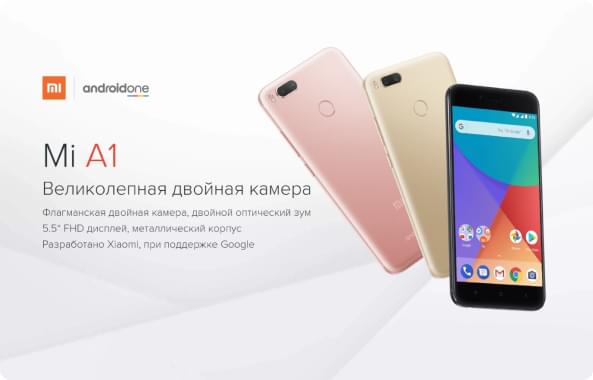 mi
androidone
Mi A1
Великолепная двойная камера
Флагманская двойная камера, двойной оптический зум
5.5" FHD дисплей, металлический корпус
Разработано Xiaomi, при поддержке Google